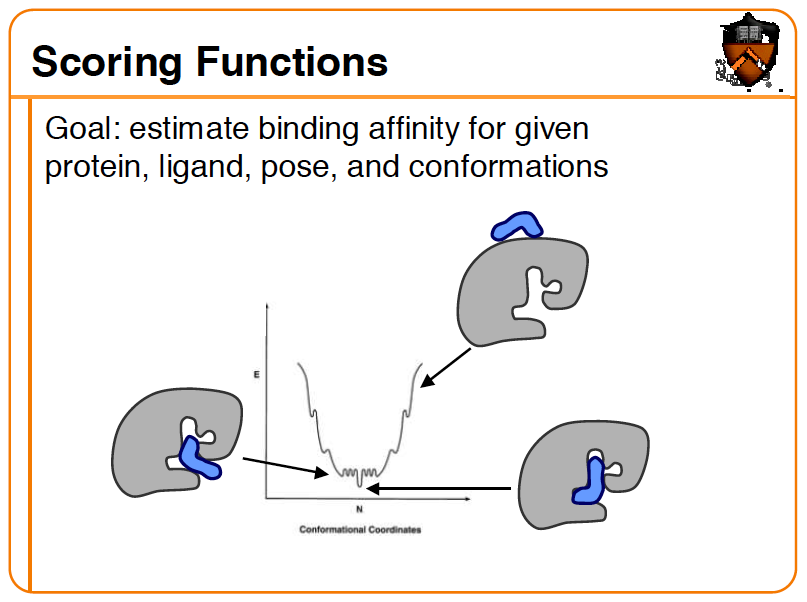 Scoring Functions
Goal: estimate binding affinity for given
protein, ligand, pose, and conformations
E
N
Conformational Coordinates